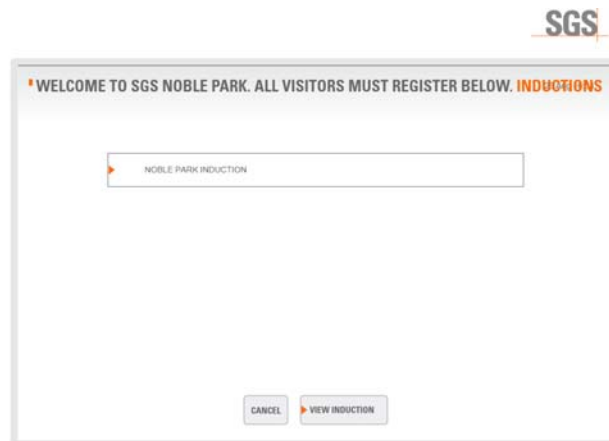 SGS
WELCOME TO SGS NOBLE PARK. ALL VISITORS MUST REGISTER BELOW. INDUCTIONS
NOBLE PARK INDUCTION
CANCEL
VIEW INDUCTION